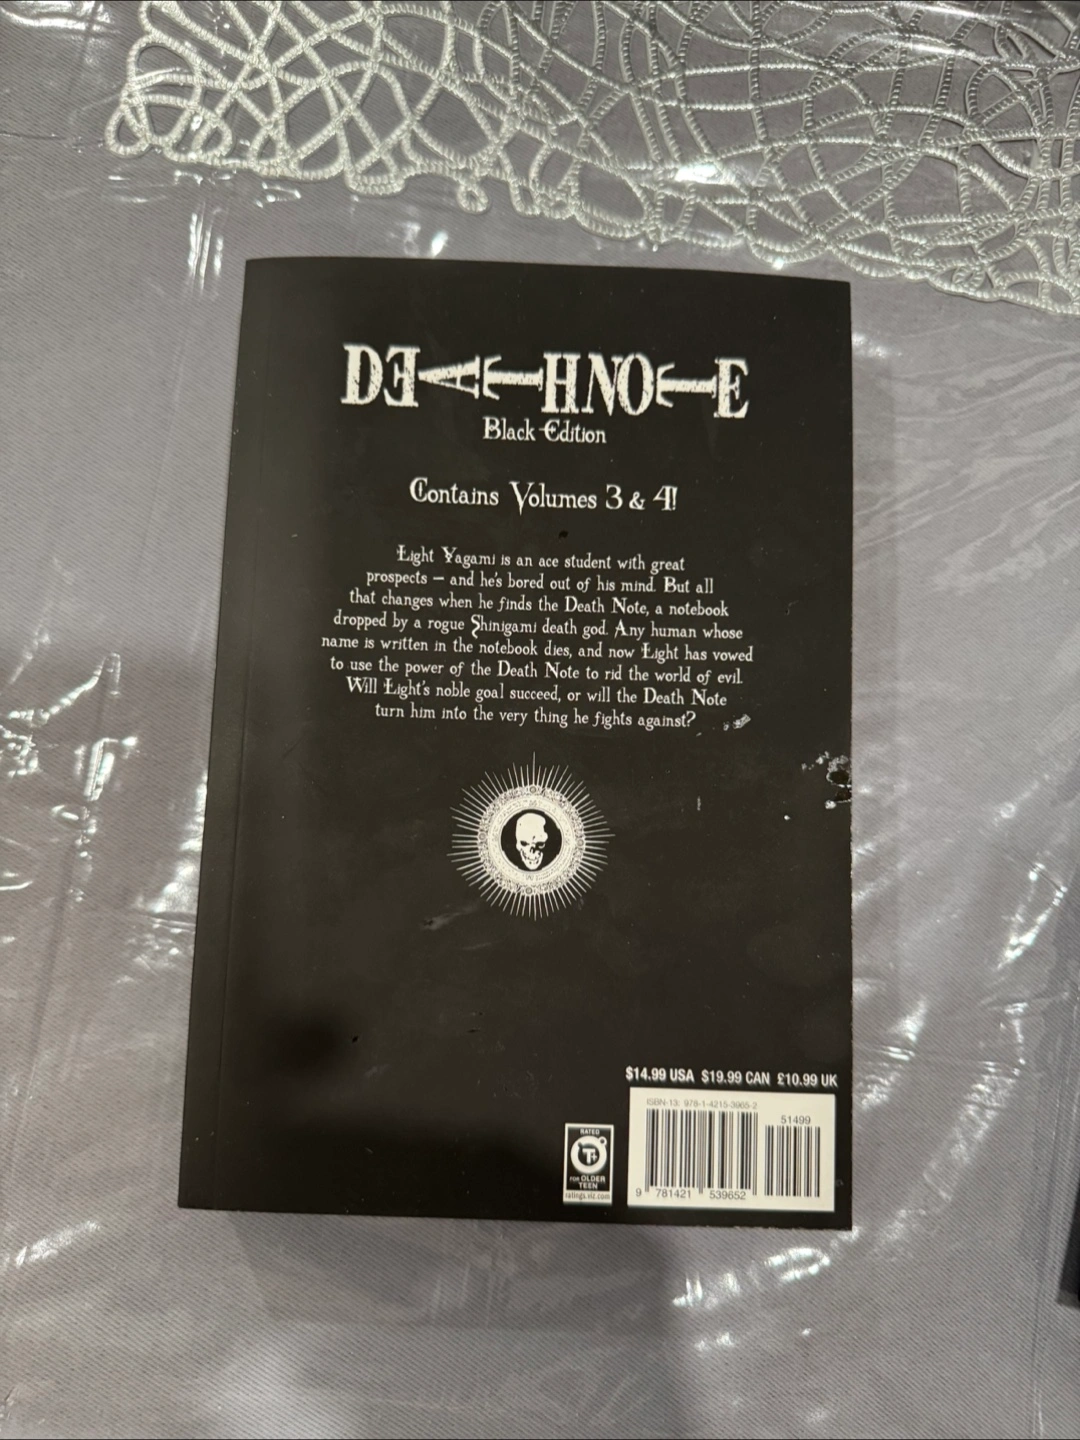 DEATHNOTE
Black Edition
Contains Volumes 3 & 4!
Light Yagami is an ace student with great
prospects – and he's bored out of his mind. But all
that changes when he finds the Death Note, a notebook
dropped by a rogue Shinigami death god. Any human whose
name is written in the notebook dies, and now Light has vowed
to use the power of the Death Note to rid the world of evil.
Will Light's noble goal succeed, or will the Death Note
turn him into the very thing he fights against?
$14.99 USA $19.99 CAN £10.99 UK
ISBN-13: 978-1-4215-3965-2
51499
9 781421 539652
RATED
T+
FOR OLDER
TEEN
ratings.viz.com